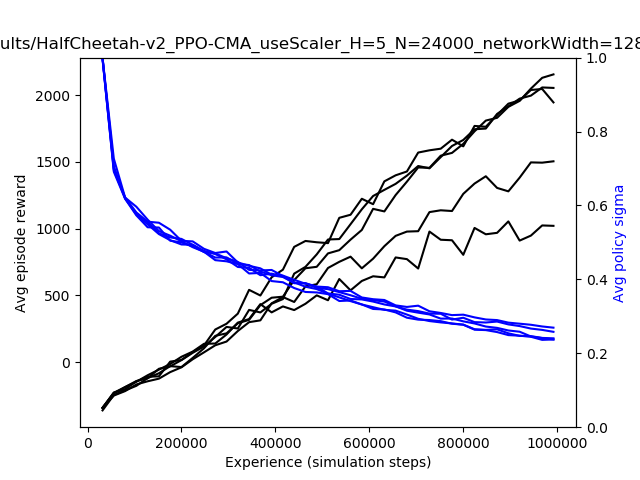 ults/HalfCheetah-v2_PPO-CMA_useScaler_H=5_N=24000_networkWidth=128
2000
1500
1000
500
0
Avg episode reward
1.0
0.8
0.6
0.4
0.2
0.0
Avg policy sigma
0 200000 400000 600000 800000 1000000
Experience (simulation steps)